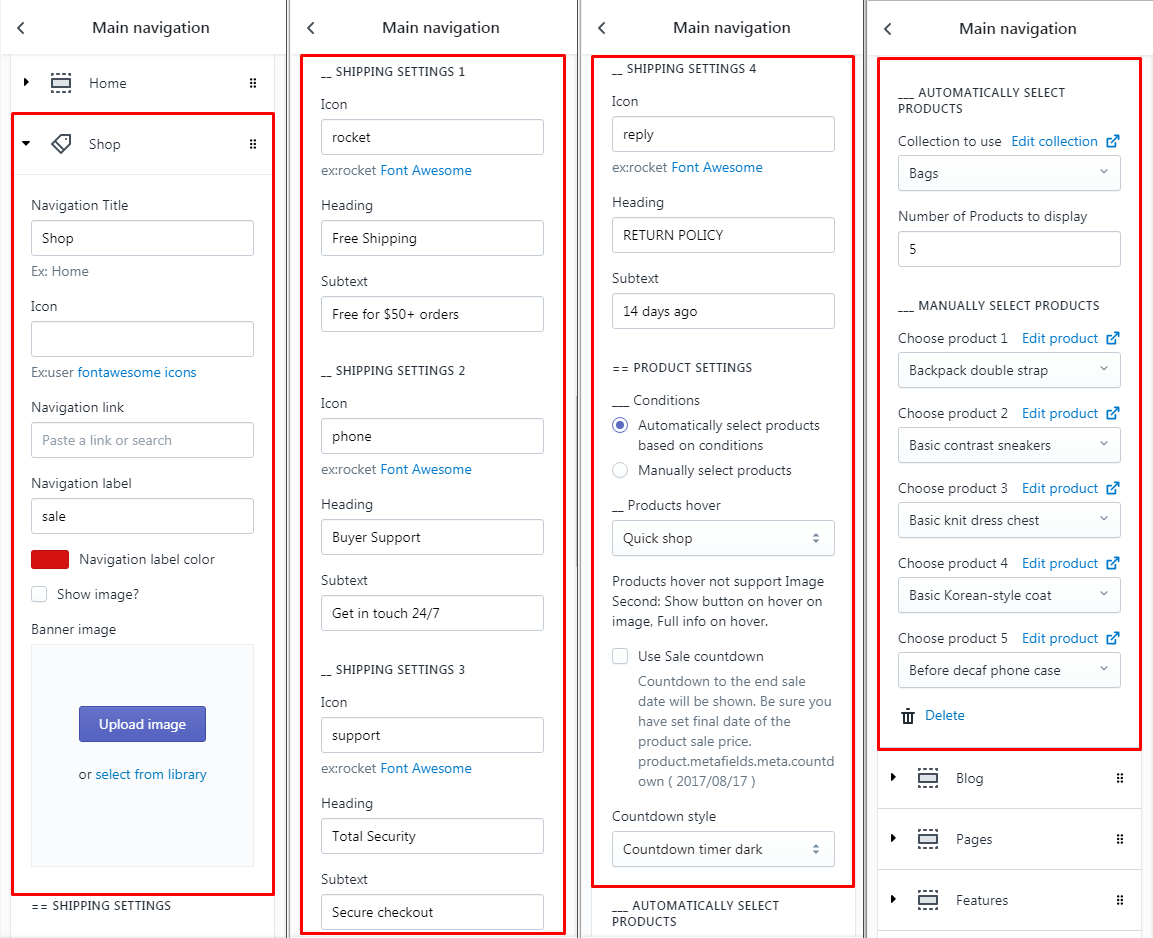 Main navigation
Home
Shop
Navigation Title
Shop
Ex: Home
Icon
Ex:user fontawesome icons
Navigation link
Paste a link or search
Navigation label
sale
Navigation label color
Show image?
Banner image
Upload image
or select from library
== SHIPPING SETTINGS
Main navigation
__ SHIPPING SETTINGS 1
Icon
rocket
ex:rocket Font Awesome
Heading
Free Shipping
Subtext
Free for $50+ orders
__ SHIPPING SETTINGS 2
Icon
phone
ex:rocket Font Awesome
Heading
Buyer Support
Subtext
Get in touch 24/7
__ SHIPPING SETTINGS 3
Icon
support
ex:rocket Font Awesome
Heading
Total Security
Subtext
Secure checkout
Main navigation
__ SHIPPING SETTINGS 4
Icon
reply
ex:rocket Font Awesome
Heading
RETURN POLICY
Subtext
14 days ago
== PRODUCT SETTINGS
___ Conditions
Automatically select products
based on conditions
Manually select products
__ Products hover
Quick shop
Products hover not support Image
Second: Show button on hover on
image, Full info on hover.
Use Sale countdown
Countdown to the end sale
date will be shown. Be sure you
have set final date of the
product sale price.
product.metafields.meta.countd
own ( 2017/08/17 )
Countdown style
Countdown timer dark
___ AUTOMATICALLY SELECT
PRODUCTS
Main navigation
___ AUTOMATICALLY SELECT
PRODUCTS
Collection to use Edit collection
Bags
Number of Products to display
5
___ MANUALLY SELECT PRODUCTS
Choose product 1 Edit product
Backpack double strap
Choose product 2 Edit product
Basic contrast sneakers
Choose product 3 Edit product
Basic knit dress chest
Choose product 4 Edit product
Basic Korean-style coat
Choose product 5 Edit product
Before decaf phone case
Delete
Blog
Pages
Features